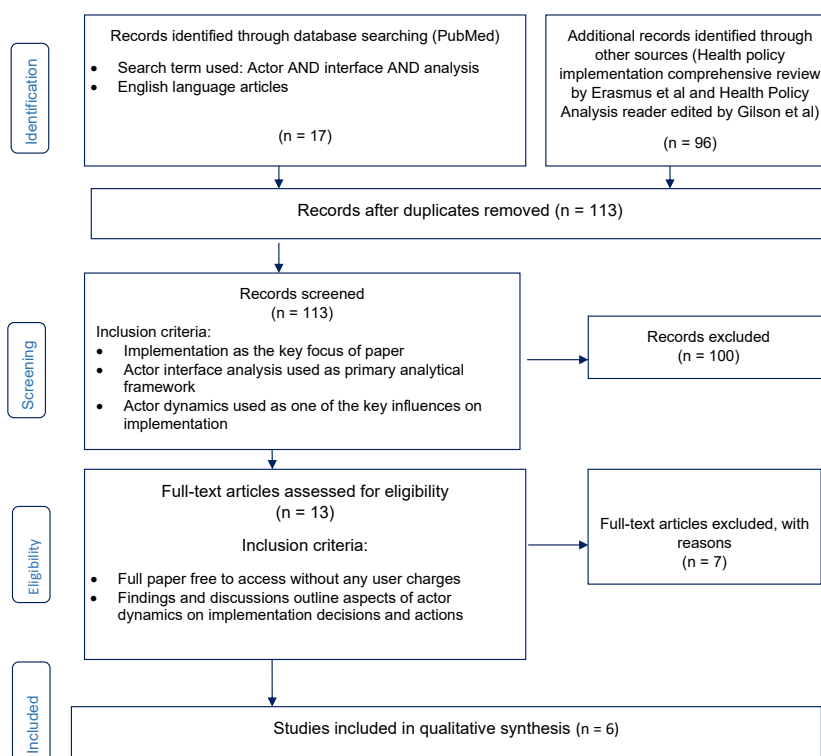 Identification
Records identified through database searching (PubMed)
• Search term used: Actor AND interface AND analysis
• English language articles
(n = 17)
Additional records identified through
other sources (Health policy
implementation comprehensive review
by Erasmus et al and Health Policy
Analysis reader edited by Gilson et al)
(n = 96)
Records after duplicates removed (n = 113)
Screening
Records screened
(n = 113)
Inclusion criteria:
• Implementation as the key focus of paper
• Actor interface analysis used as primary analytical
framework
• Actor dynamics used as one of the key influences on
implementation
Records excluded
(n = 100)
Eligibility
Full-text articles assessed for eligibility
(n = 13)
Inclusion criteria:
• Full paper free to access without any user charges
• Findings and discussions outline aspects of actor
dynamics on implementation decisions and actions
Full-text articles excluded, with
reasons
(n = 7)
Included
Studies included in qualitative synthesis (n = 6)